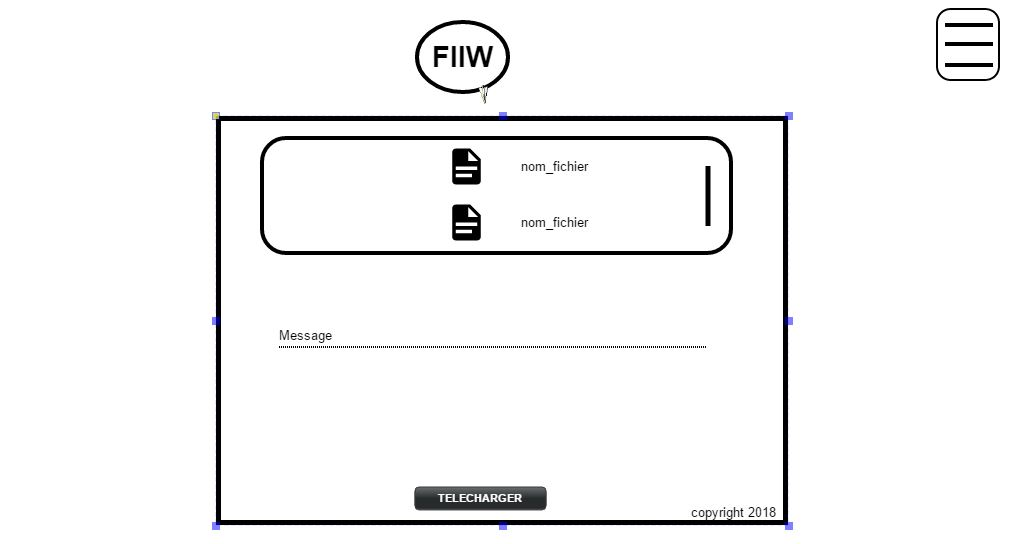 FIIW
nom_fichier
nom_fichier
Message
TELECHARGER
copyright 2018